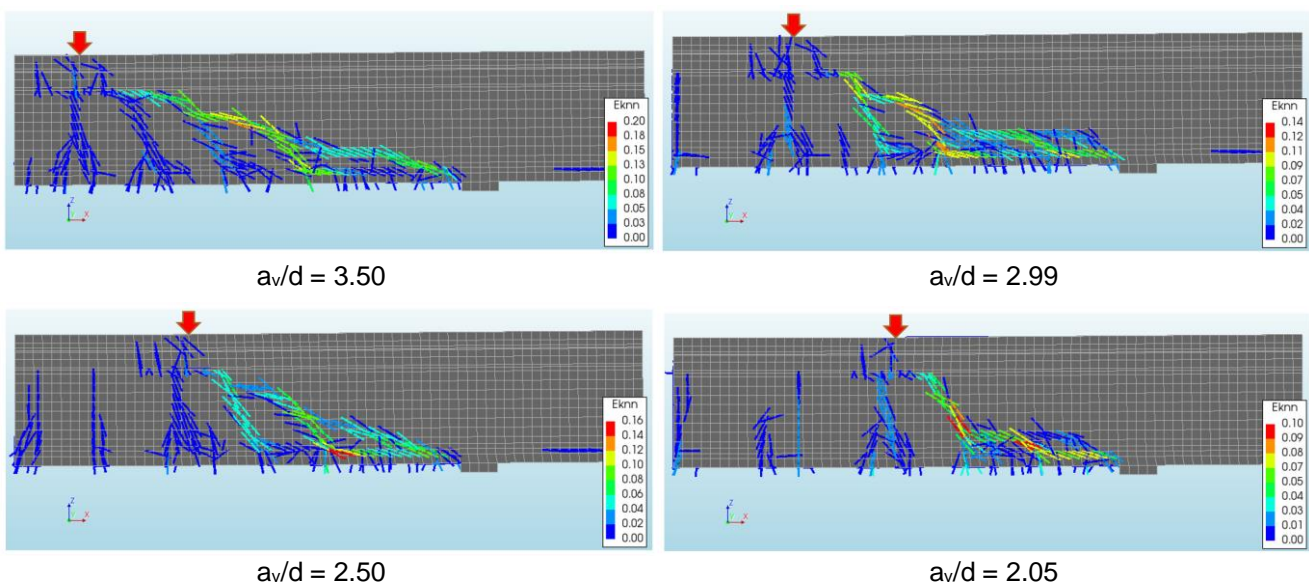 Eknn
0.20
0.18
0.15
0.13
0.10
0.08
0.05
0.03
0.00
Z
Y
X
av/d = 3.50
Eknn
0.14
0.12
0.11
0.09
0.07
0.05
0.04
0.02
0.00
Z
Y
X
av/d = 2.99
Eknn
0.16
0.14
0.12
0.10
0.08
0.06
0.04
0.02
0.00
Z
Y
X
av/d = 2.50
Eknn
0.10
0.09
0.07
0.06
0.05
0.04
0.03
0.01
0.00
Z
Y
X
av/d = 2.05